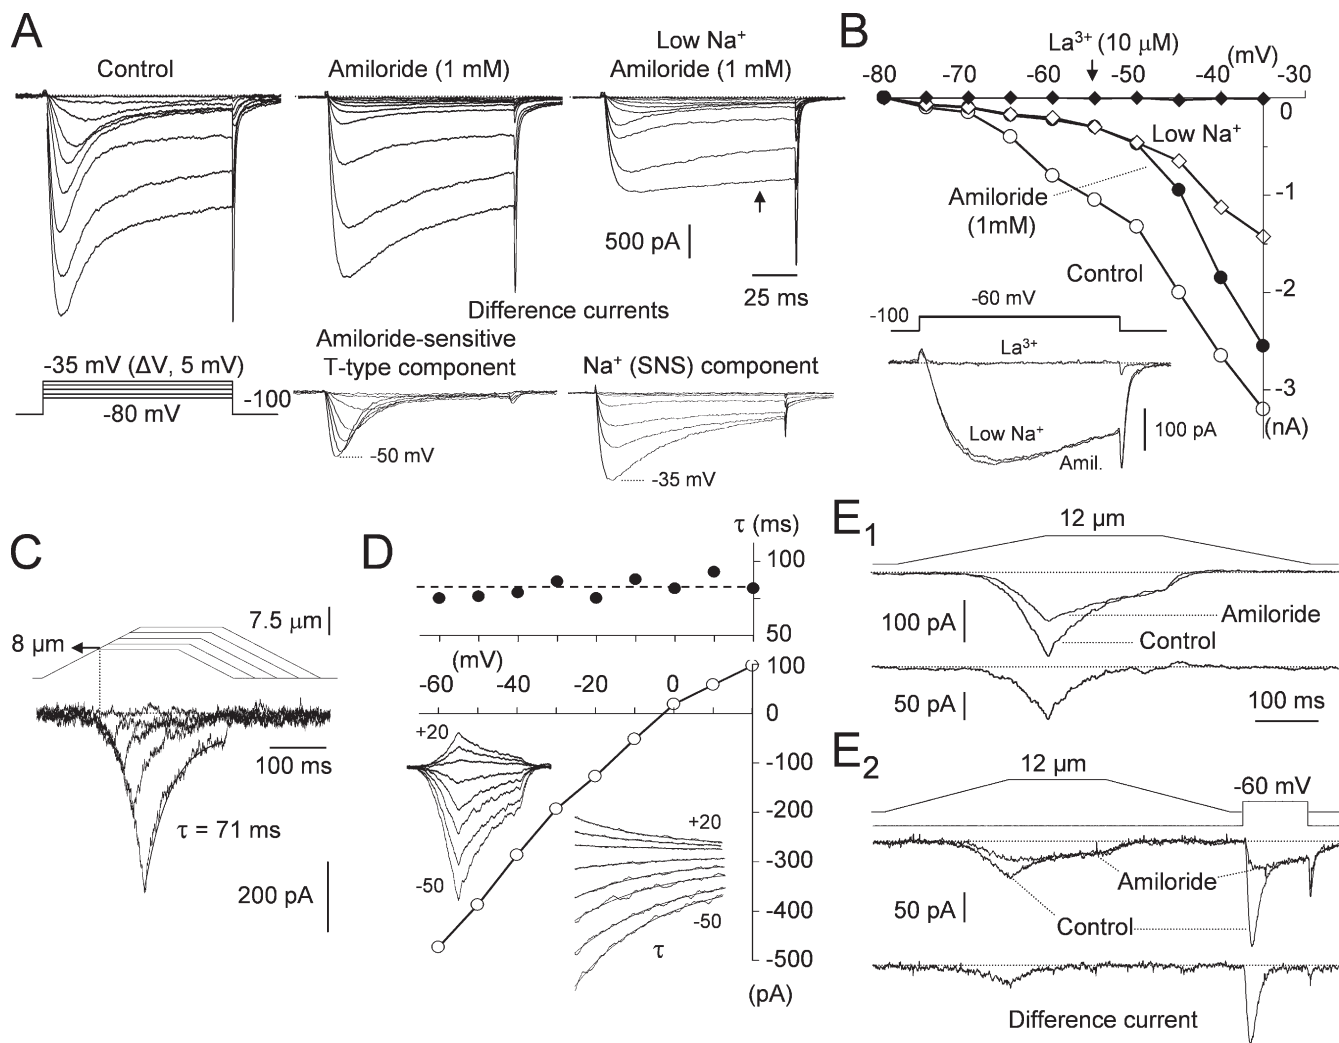 A
Control
Amiloride (1 mM)
Low Na+
Amiloride (1 mM)
500 pA
25 ms
Difference currents
-35 mV (ΔV, 5 mV)
-80 mV
-100
Amiloride-sensitive
T-type component
-50 mV
Na+ (SNS) component
-35 mV
B
La3+ (10 μM)
(mV)
-80 -70 -60 -50 -40 -30
0
Low Na+
Amiloride
(1mM)
-1
Control
-2
-3
(nA)
-60 mV
-100
La3+
Low Na+
Amil.
100 pA
C
8 μm
7.5 μm
100 ms
τ = 71 ms
200 pA
D
τ (ms)
100
50
(mV)
-60 -40 -20 0
100
0
-100
-200
-300
-400
-500
(pA)
+20
-50
+20
-50
τ
E1
12 μm
100 pA
Amiloride
Control
50 pA
100 ms
E2
12 μm
-60 mV
Amiloride
50 pA
Control
Difference current